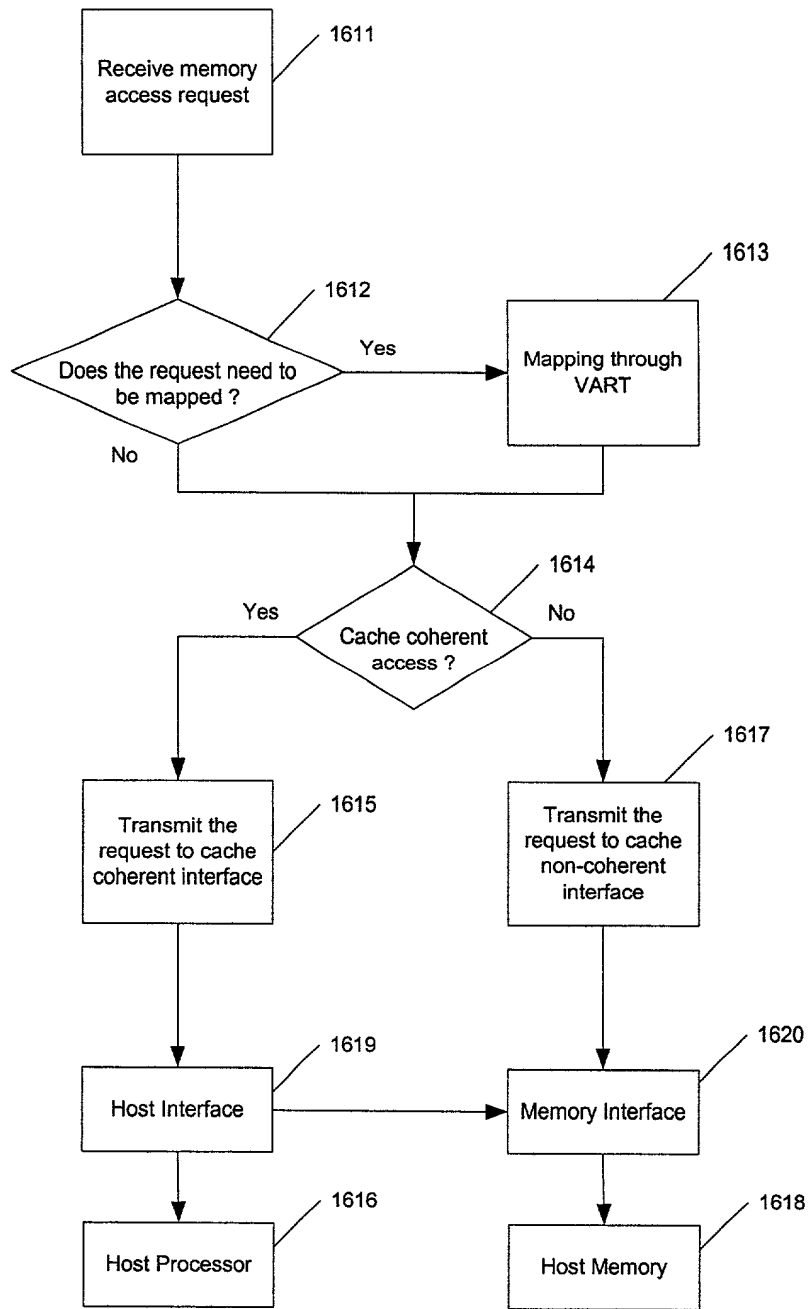 1611
Receive memory
access request
1613
1612
Yes
Does the request need to
be mapped ?
Mapping through
VART
No
1614
Yes
No
Cache coherent
access ?
1617
1615
Transmit the
request to cache
coherent interface
Transmit the
request to cache
non-coherent
interface
1619
1620
Host Interface
Memory Interface
1616
1618
Host Processor
Host Memory